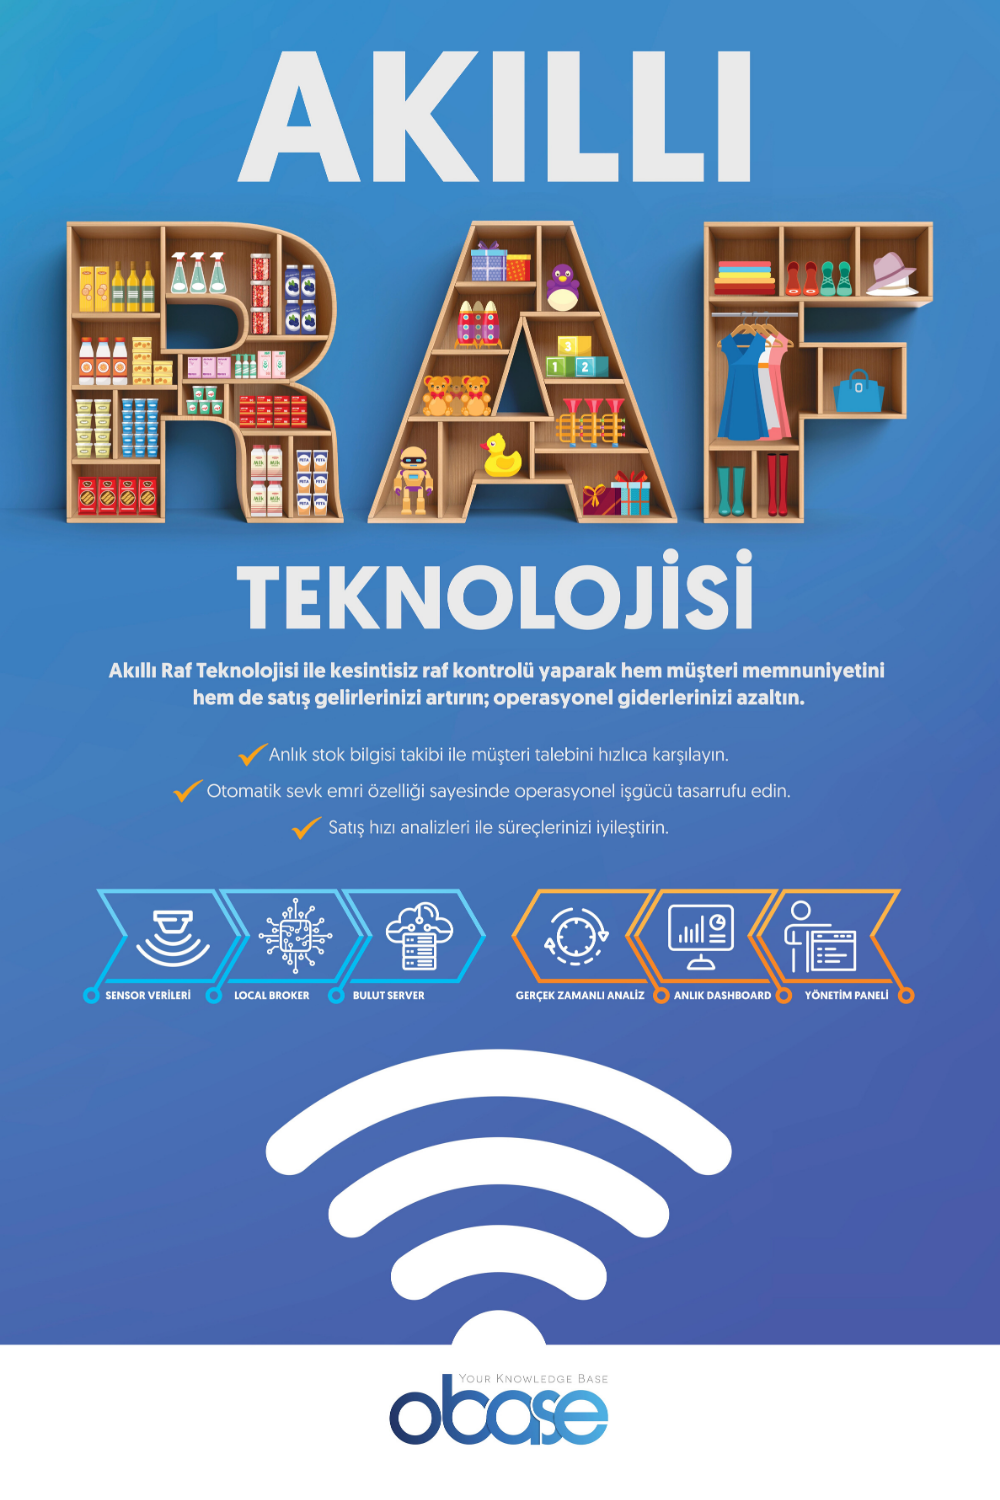 AKILLI
RAF
TEKNOLOJİSİ
Akıllı Raf Teknolojisi ile kesintisiz raf kontrolü yaparak hem müşteri memnuniyetini
hem de satış gelirlerinizi artırın; operasyonel giderlerinizi azaltın.
Anlık stok bilgisi takibi ile müşteri talebini hızlıca karşılayın.
Otomatik sevk emri özelliği sayesinde operasyonel işgücü tasarrufu edin.
Satış hızı analizleri ile süreçlerinizi iyileştirin.
SENSOR VERİLERİ LOCAL BROKER BULUT SERVER GERÇEK ZAMANLI ANALİZ ANLIK DASHBOARD YÖNETİM PANELİ
YOUR KNOWLEDGE BASE
obase